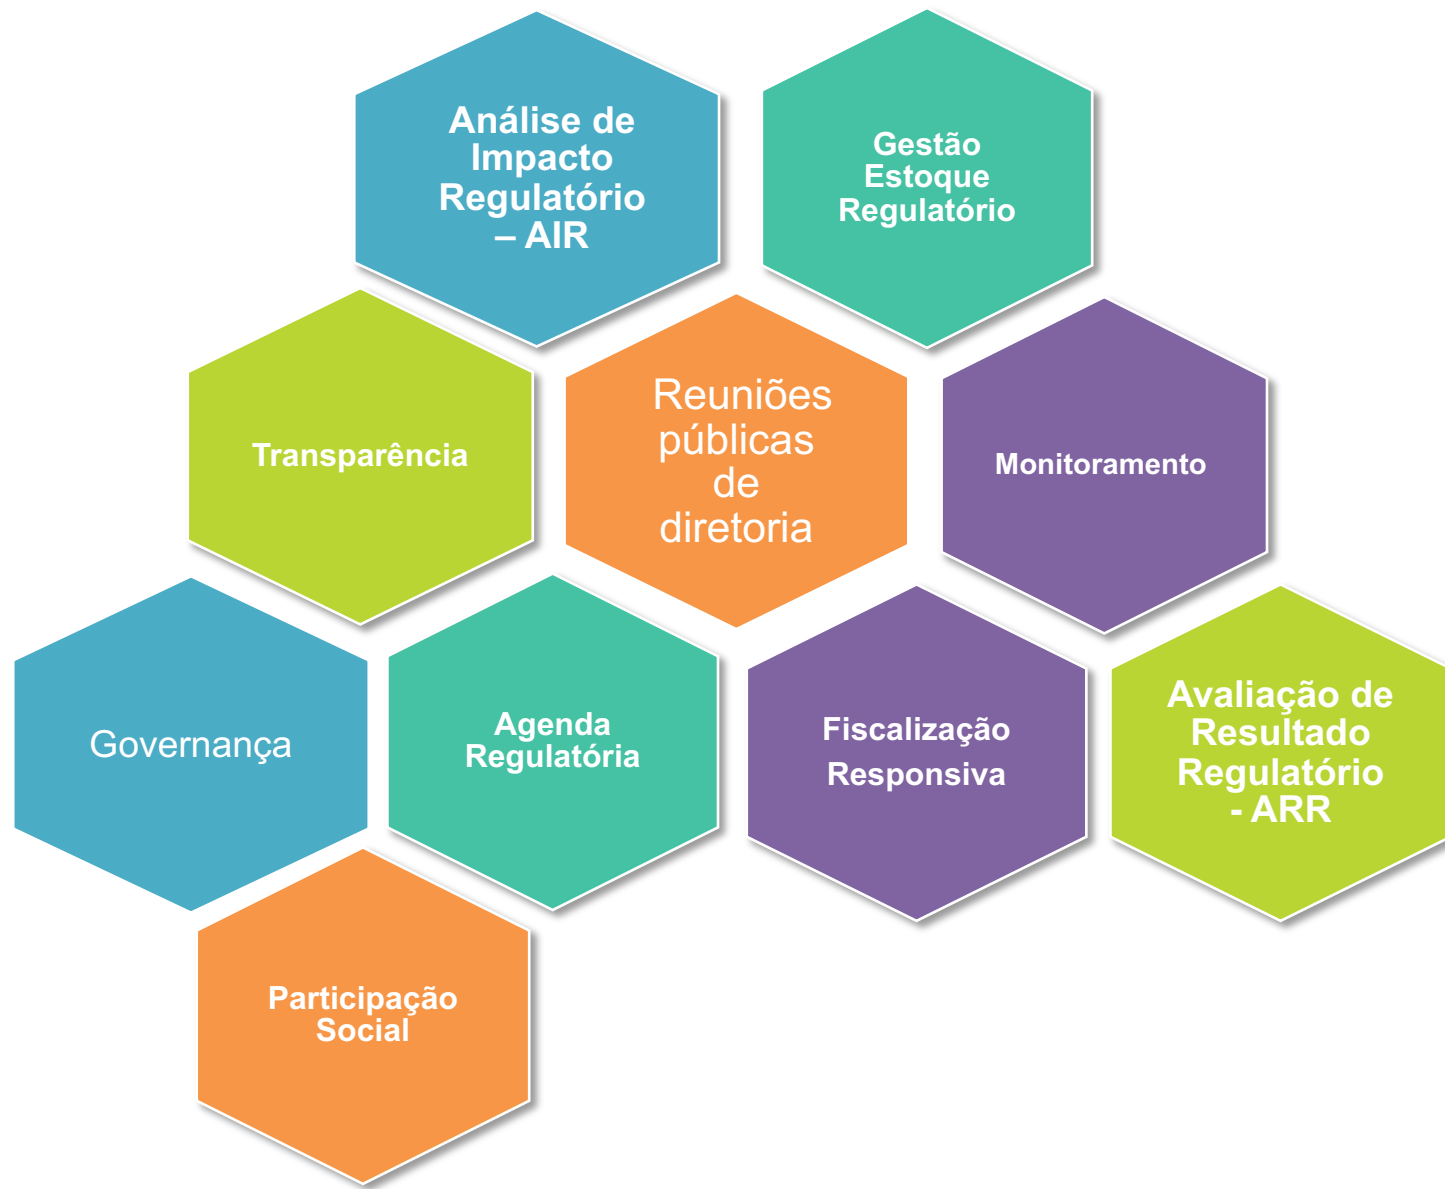 Análise de
Impacto
Regulatório
– AIR
Gestão
Estoque
Regulatório
Transparência
Reuniões
públicas
de
diretoria
Monitoramento
Governança
Agenda
Regulatória
Fiscalização
Responsiva
Avaliação de
Resultado
Regulatório
- ARR
Participação
Social